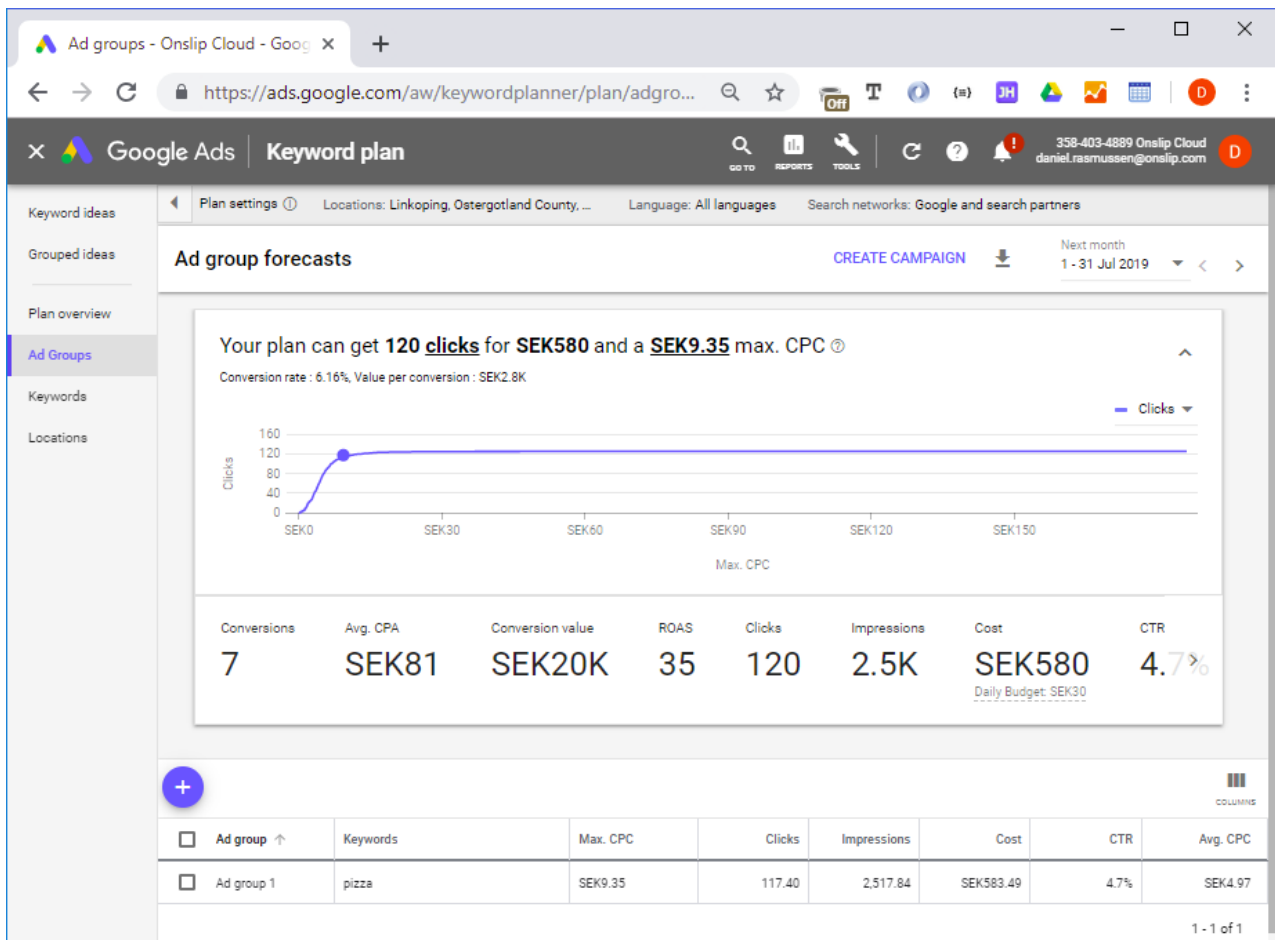 Ad groups - Onslip Cloud - Goog
https://ads.google.com/aw/keywordplanner/plan/adgro...
Off
T
{=}
JH
D
Google Ads Keyword plan
GO TO
REPORTS
TOOLS
?
!
358-403-4889 Onslip Cloud
daniel.rasmussen@onslip.com
D
Keyword ideas
Grouped ideas
Plan overview
Ad Groups
Keywords
Locations
Plan settings Locations: Linkoping, Ostergotland County, ... Language: All languages Search networks: Google and search partners
Ad group forecasts
CREATE CAMPAIGN
Next month
1 - 31 Jul 2019
Your plan can get 120 clicks for SEK580 and a SEK9.35 max. CPC
Conversion rate : 6.16%, Value per conversion : SEK2.8K
Clicks
160
120
80
40
0
Clicks
SEK0 SEK30 SEK60 SEK90 SEK120 SEK150
Max. CPC
Conversions Avg. CPA Conversion value ROAS Clicks Impressions Cost CTR
7 SEK81 SEK20K 35 120 2.5K SEK580 4.7%
Daily Budget: SEK30
COLUMNS
Ad group Keywords Max. CPC Clicks Impressions Cost CTR Avg. CPC
Ad group 1 pizza SEK9.35 117.40 2,517.84 SEK583.49 4.7% SEK4.97
1 - 1 of 1